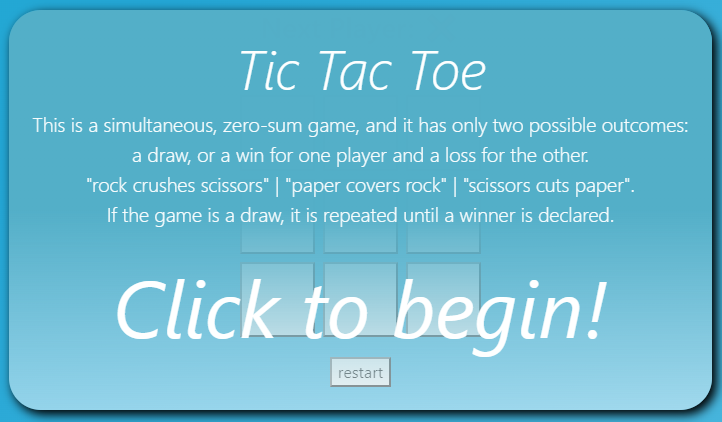 Tic Tac Toe
This is a simultaneous, zero-sum game, and it has only two possible outcomes:
a draw, or a win for one player and a loss for the other.
"rock crushes scissors" | "paper covers rock" | "scissors cuts paper".
If the game is a draw, it is repeated until a winner is declared.
Click to begin!
restart